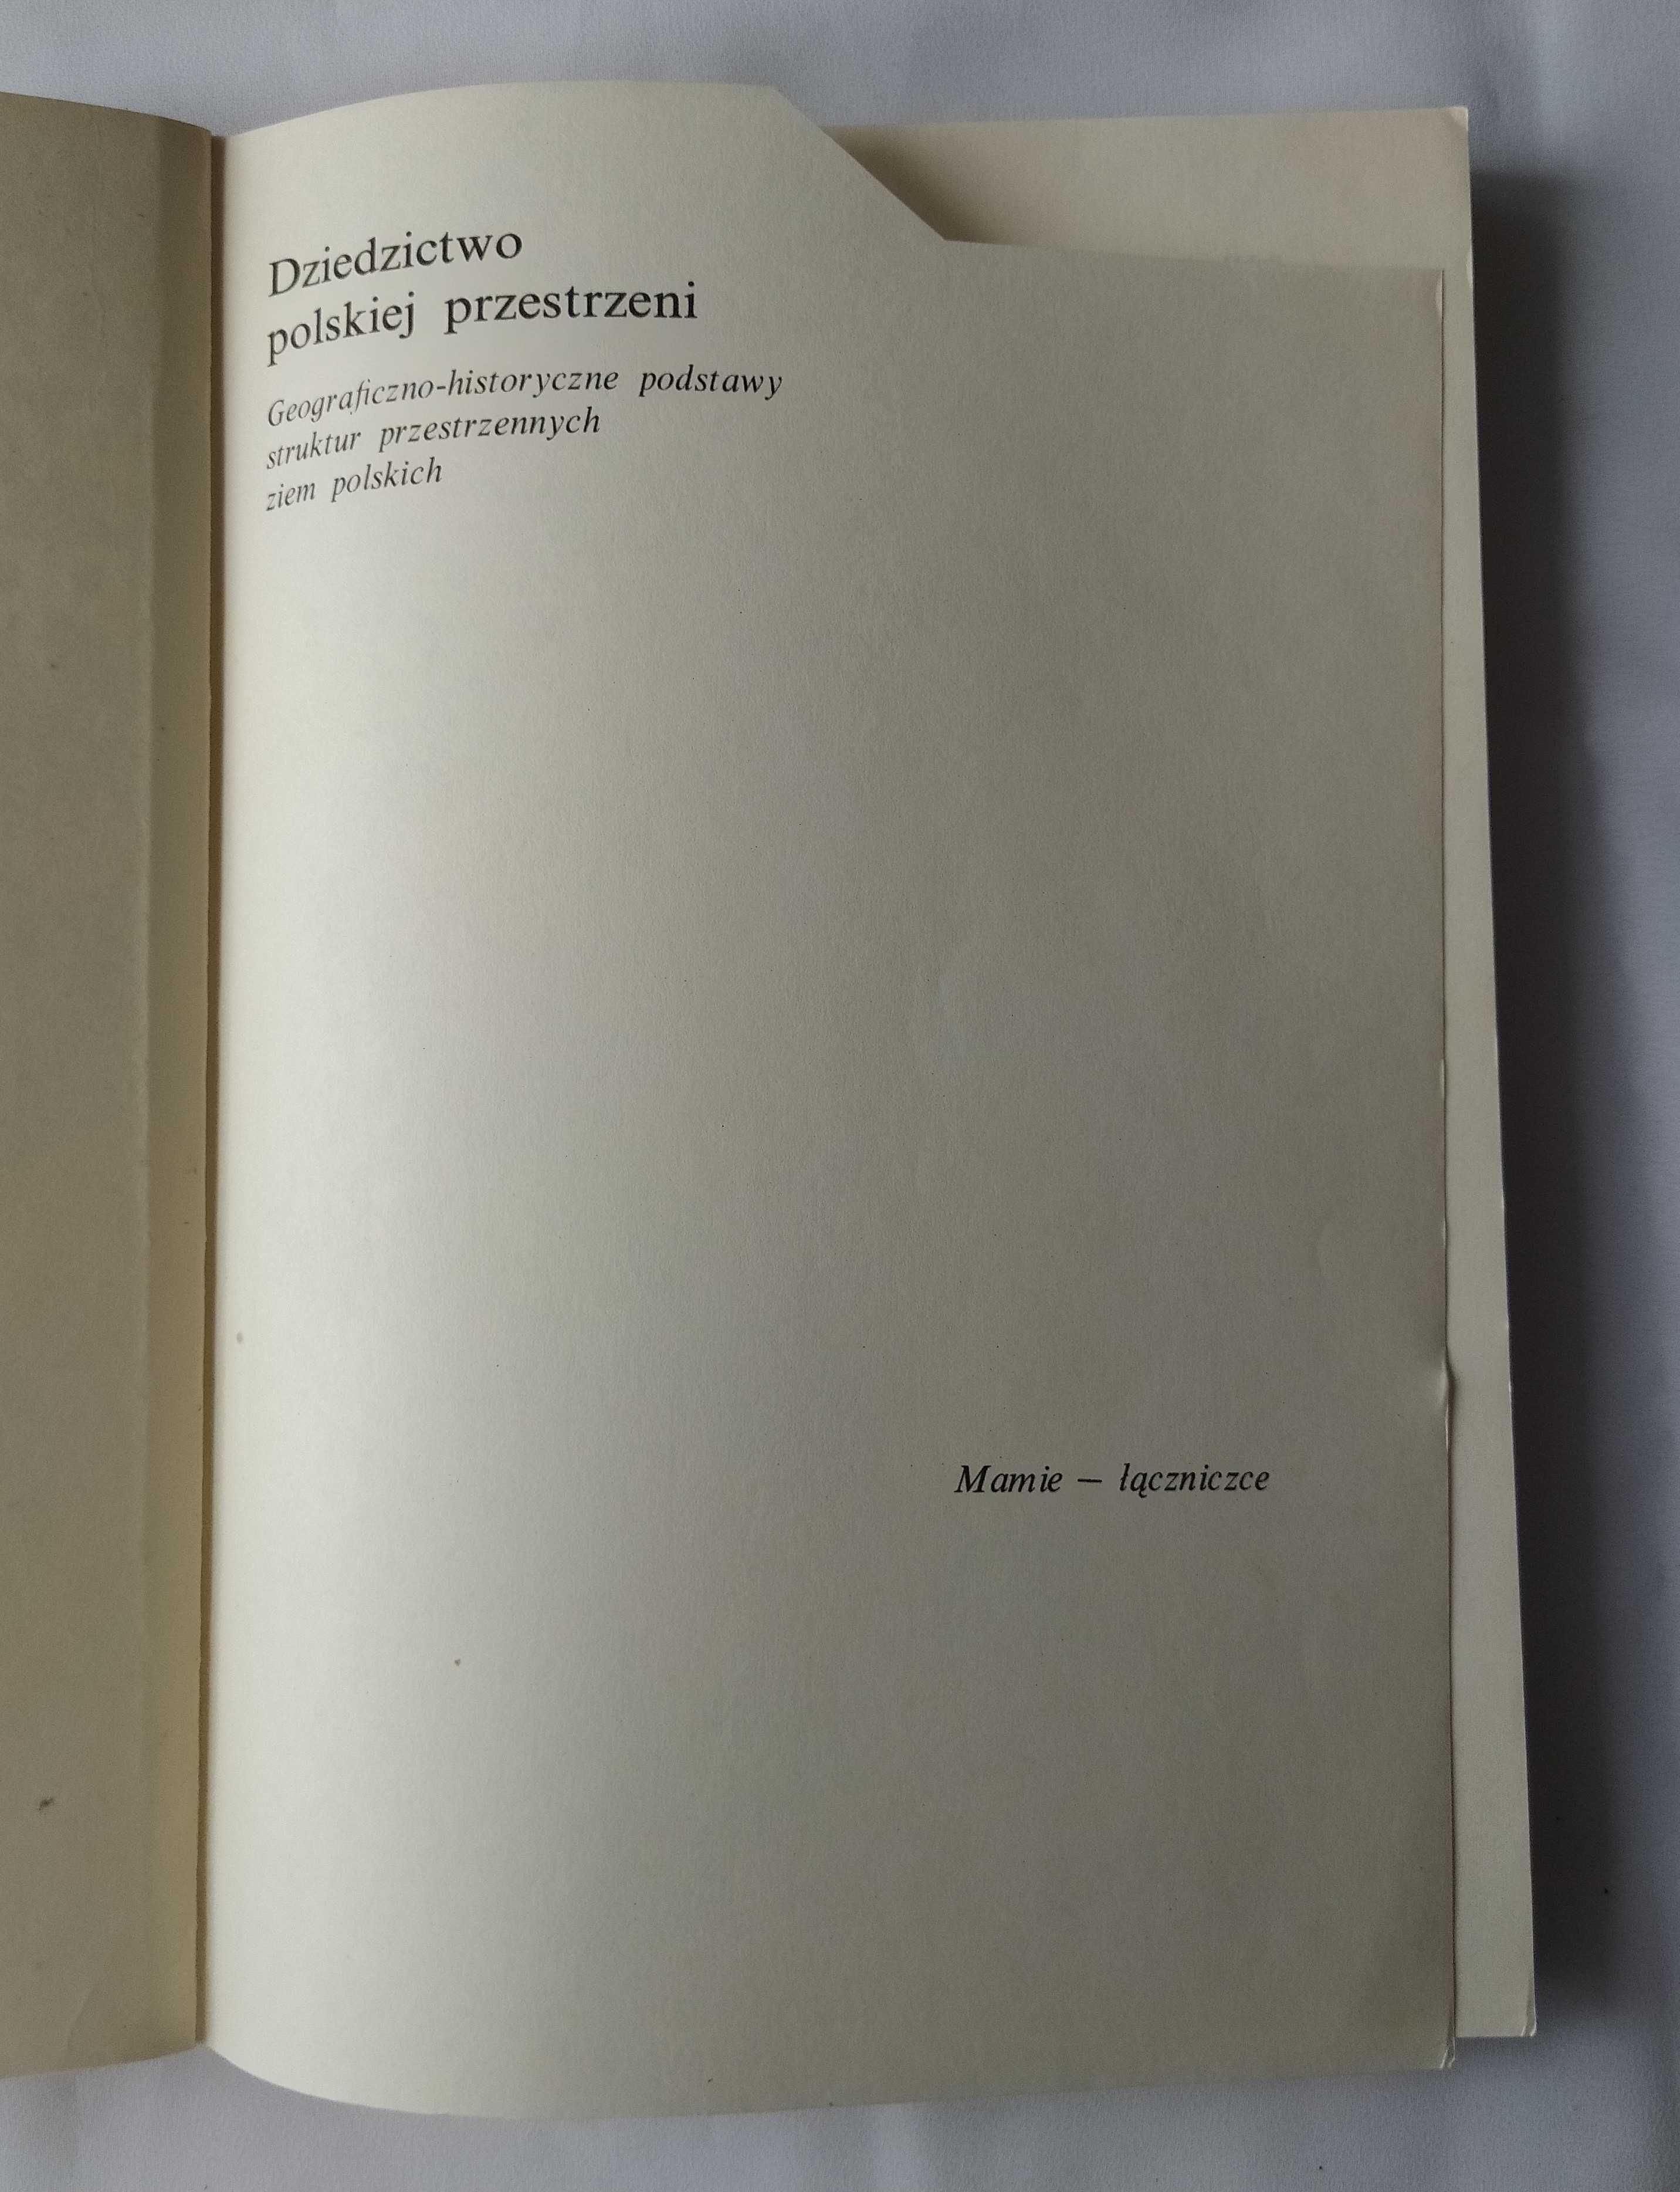 Dziedzictwo
polskiej przestrzeni
Geograficzno-historyczne podstawy
struktur przestrzennych
ziem polskich
Mamie — łączniczce